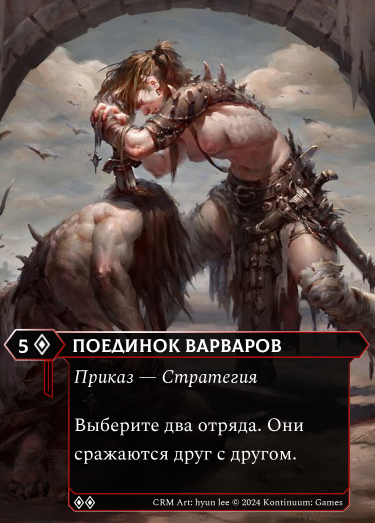 5 ПОЕДИНОК ВАРВАРОВ
Приказ — Стратегия
Выберите два отряда. Они
сражаются друг с другом.
CRM Art: hyun lee © 2024 Kontinuum: Games